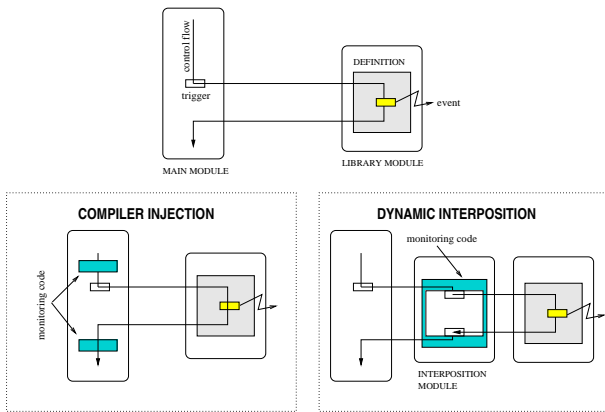 control flow
trigger
DEFINITION
event
MAIN MODULE
LIBRARY MODULE
COMPILER INJECTION
monitoring code
DYNAMIC INTERPOSITION
monitoring code
INTERPOSITION
MODULE